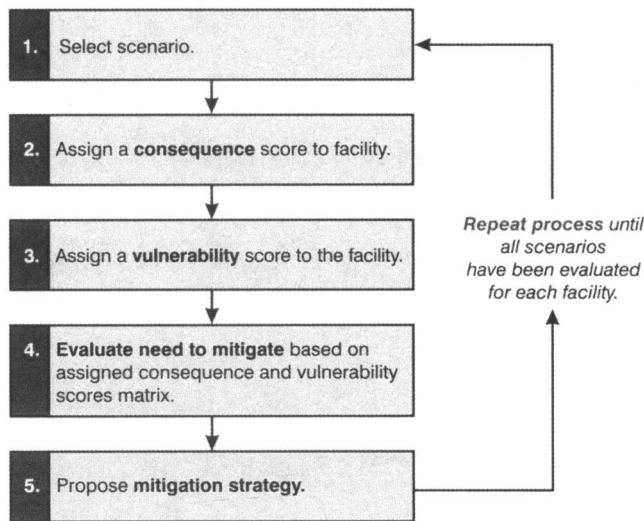 1. Select scenario.
2. Assign a consequence score to facility.
3. Assign a vulnerability score to the facility.
4. Evaluate need to mitigate based on
assigned consequence and vulnerability
scores matrix.
5. Propose mitigation strategy.
Repeat process until
all scenarios
have been evaluated
for each facility.